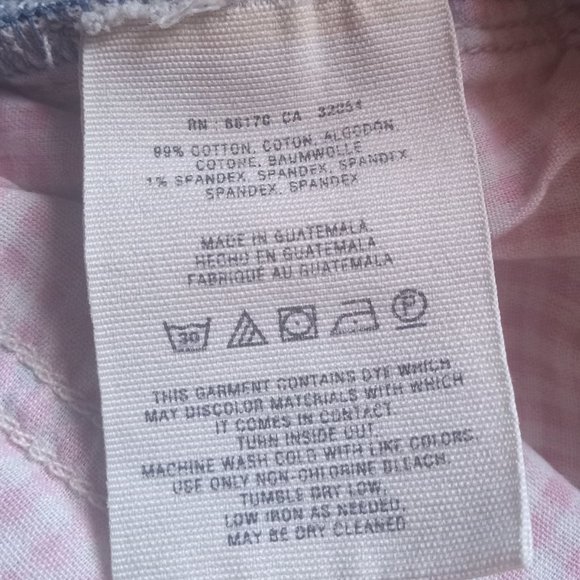 RN : 66170 CA 32054
99% COTTON, COTON, ALGODON
COTONE, BAUMWOLLE
1% SPANDEX, SPANDEX, SPANDEX,
SPANDEX, SPANDEX
MADE IN GUATEMALA,
HECHO EN GUATEMALA,
FABRIQUÉ AU GUATEMALA
30
P
THIS GARMENT CONTAINS DYE WHICH
MAY DISCOLOR MATERIALS WITH WHICH
IT COMES IN CONTACT.
TURN INSIDE OUT,
MACHINE WASH COLD WITH LIKE COLORS,
USE ONLY NON-CHLORINE BLEACH,
TUMBLE DRY LOW,
LOW IRON AS NEEDED,
MAY BE DRY CLEANED